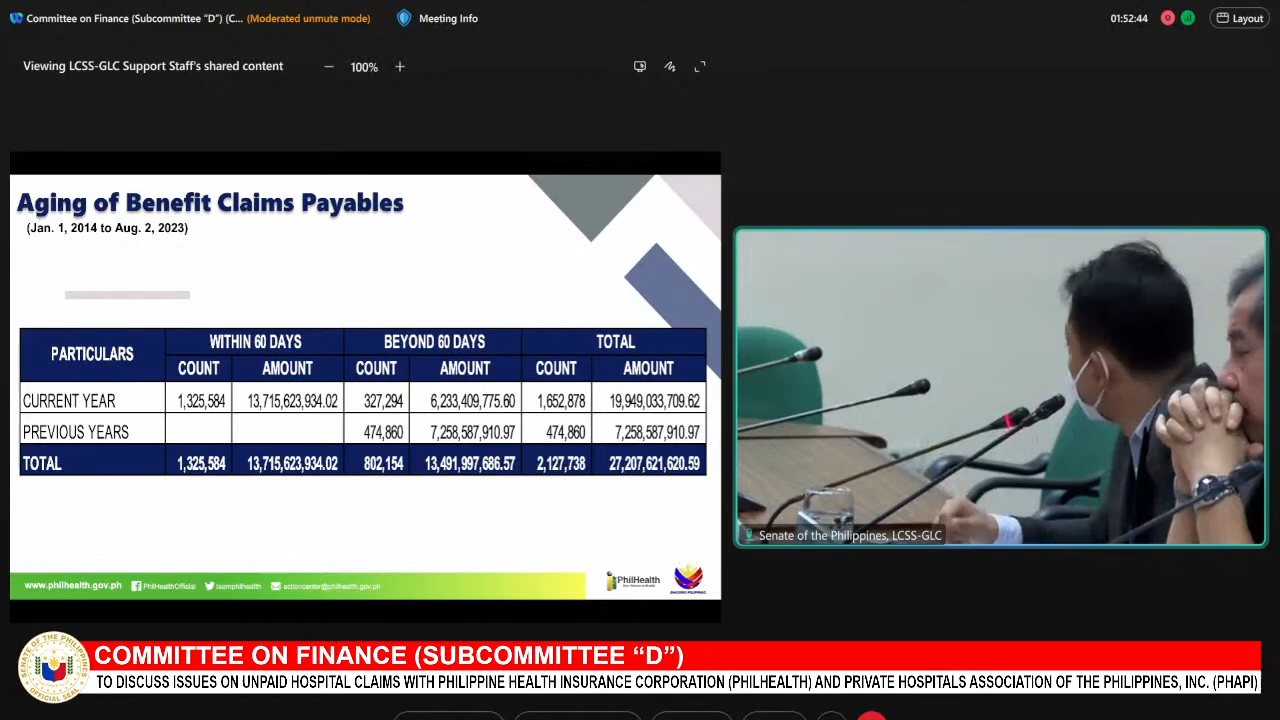 Committee on Finance (Subcommittee “D”) (C... (Moderated unmute mode) Meeting Info 01:52:44 Layout
Viewing LCSS-GLC Support Staff's shared content 100%
Aging of Benefit Claims Payables
(Jan. 1, 2014 to Aug. 2, 2023)
PARTICULARS WITHIN 60 DAYS BEYOND 60 DAYS TOTAL
COUNT AMOUNT COUNT AMOUNT COUNT AMOUNT
CURRENT YEAR 1,325,584 13,715,623,934.02 327,294 6,233,409,775.60 1,652,878 19,949,033,709.62
PREVIOUS YEARS 474,860 7,258,587,910.97 474,860 7,258,587,910.97
TOTAL 1,325,584 13,715,623,934.02 802,154 13,491,997,686.57 2,127,738 27,207,621,620.59
www.philhealth.gov.ph PhilHealthOfficial teamphilhealth actioncenter@philhealth.gov.ph
PhilHealth
BAGONG PILIPINAS
Senate of the Philippines, LCSS-GLC
SENATE OF THE PHILIPPINES
OFFICIAL SEAL
COMMITTEE ON FINANCE (SUBCOMMITTEE “D”)
TO DISCUSS ISSUES ON UNPAID HOSPITAL CLAIMS WITH PHILIPPINE HEALTH INSURANCE CORPORATION (PHILHEALTH) AND PRIVATE HOSPITALS ASSOCIATION OF THE PHILIPPINES, INC. (PHAPI)